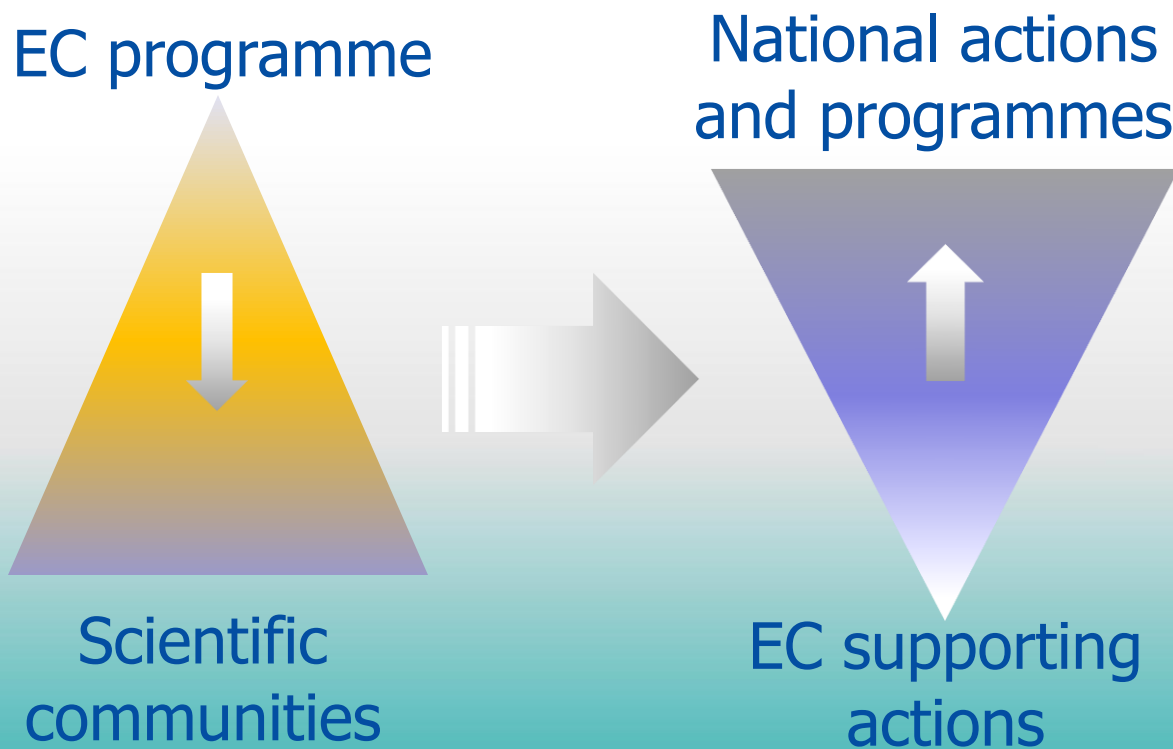 EC programme
National actions
and programmes
Scientific
communities
EC supporting
actions